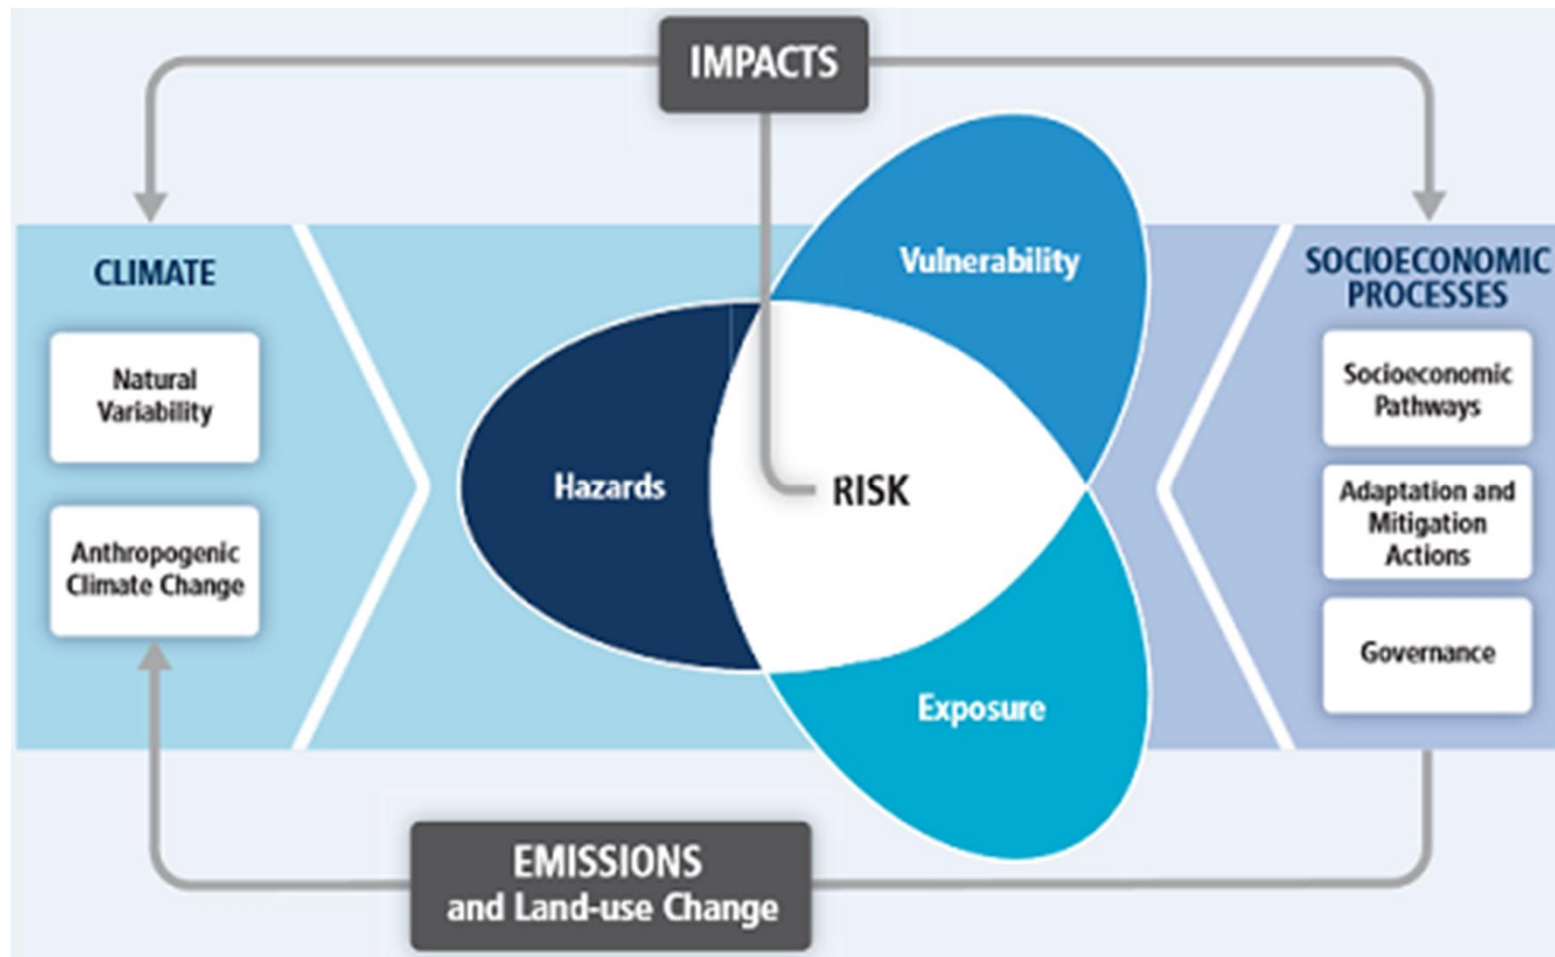 IMPACTS
Vulnerability
CLIMATE
Natural
Variability
Anthropogenic
Climate Change
Hazards
RISK
Exposure
SOCIOECONOMIC
PROCESSES
Socioeconomic
Pathways
Adaptation and
Mitigation
Actions
Governance
EMISSIONS
and Land-use Change